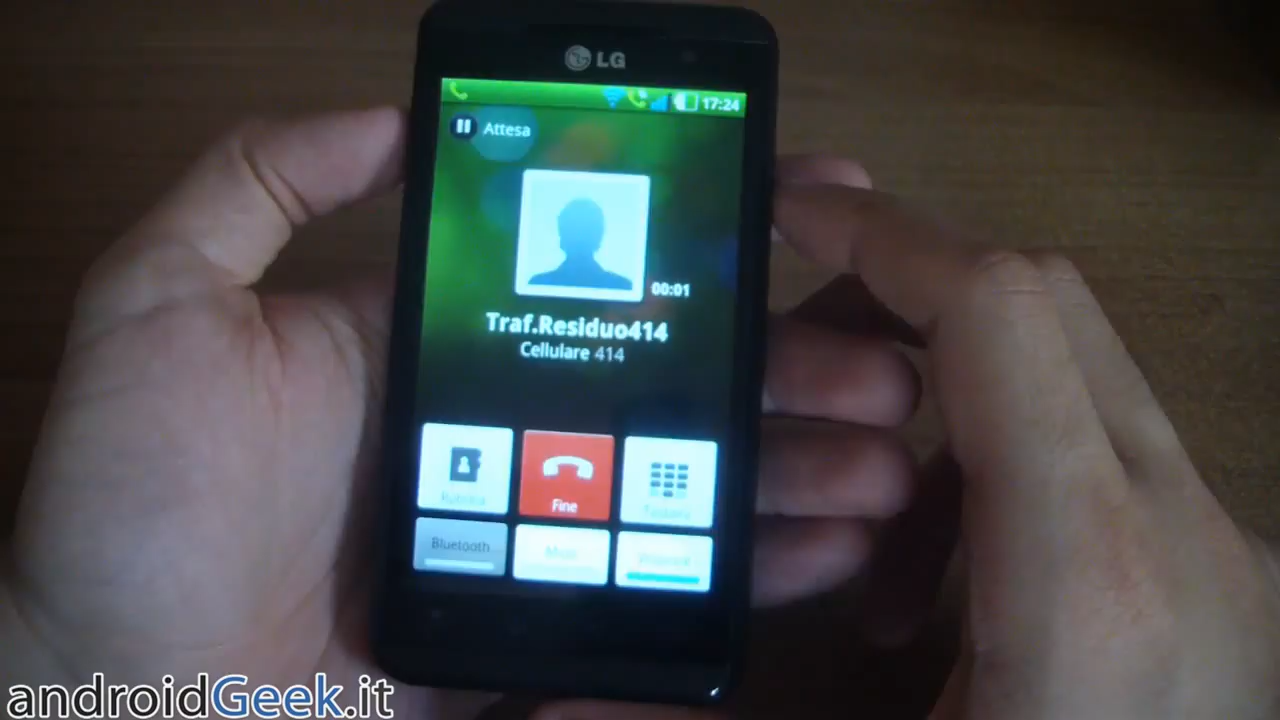 LG
17:24
Attesa
00:01
Traf.Residuo414
Cellulare 414
Fine
Bluetooth
androidGeek.it